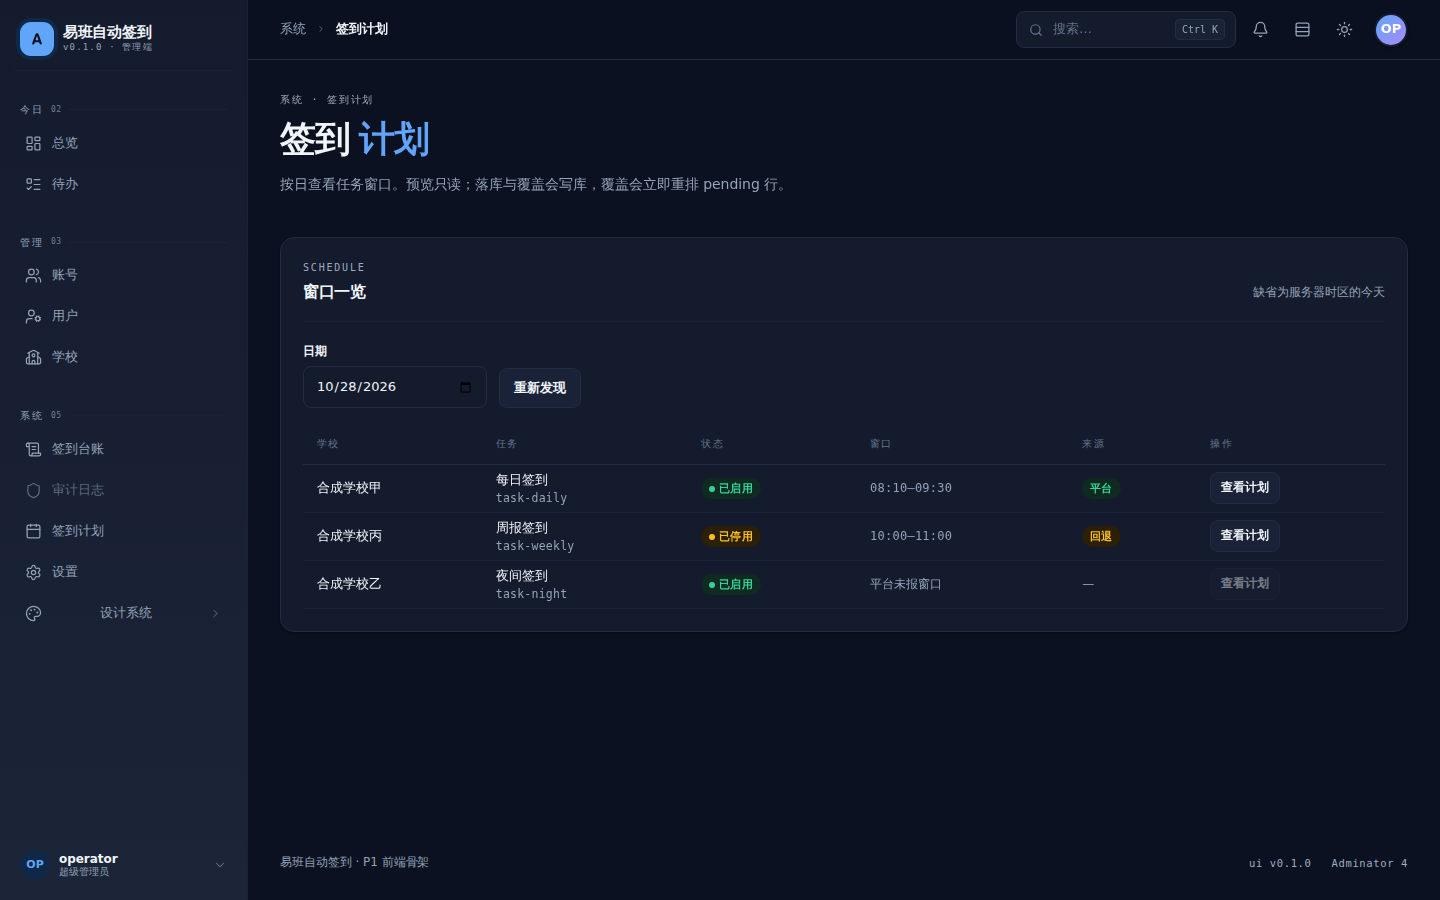 A
易班自动签到
v0.1.0 · 管理端
今日 02
总览
待办
管理 03
账号
用户
学校
系统 05
签到台账
审计日志
签到计划
设置
设计系统
OP
operator
超级管理员
系统 › 签到计划
搜索… Ctrl K
OP
系统 · 签到计划
签到 计划
按日查看任务窗口。预览只读；落库与覆盖会写库，覆盖会立即重排 pending 行。
SCHEDULE
窗口一览
缺省为服务器时区的今天
日期
10/28/2026
重新发现
学校 任务 状态 窗口 来源 操作
合成学校甲 每日签到 task-daily 已启用 08:10—09:30 平台 查看计划
合成学校丙 周报签到 task-weekly 已停用 10:00—11:00 回退 查看计划
合成学校乙 夜间签到 task-night 已启用 平台未报窗口 — 查看计划
易班自动签到 · P1 前端骨架
ui v0.1.0 Adminator 4